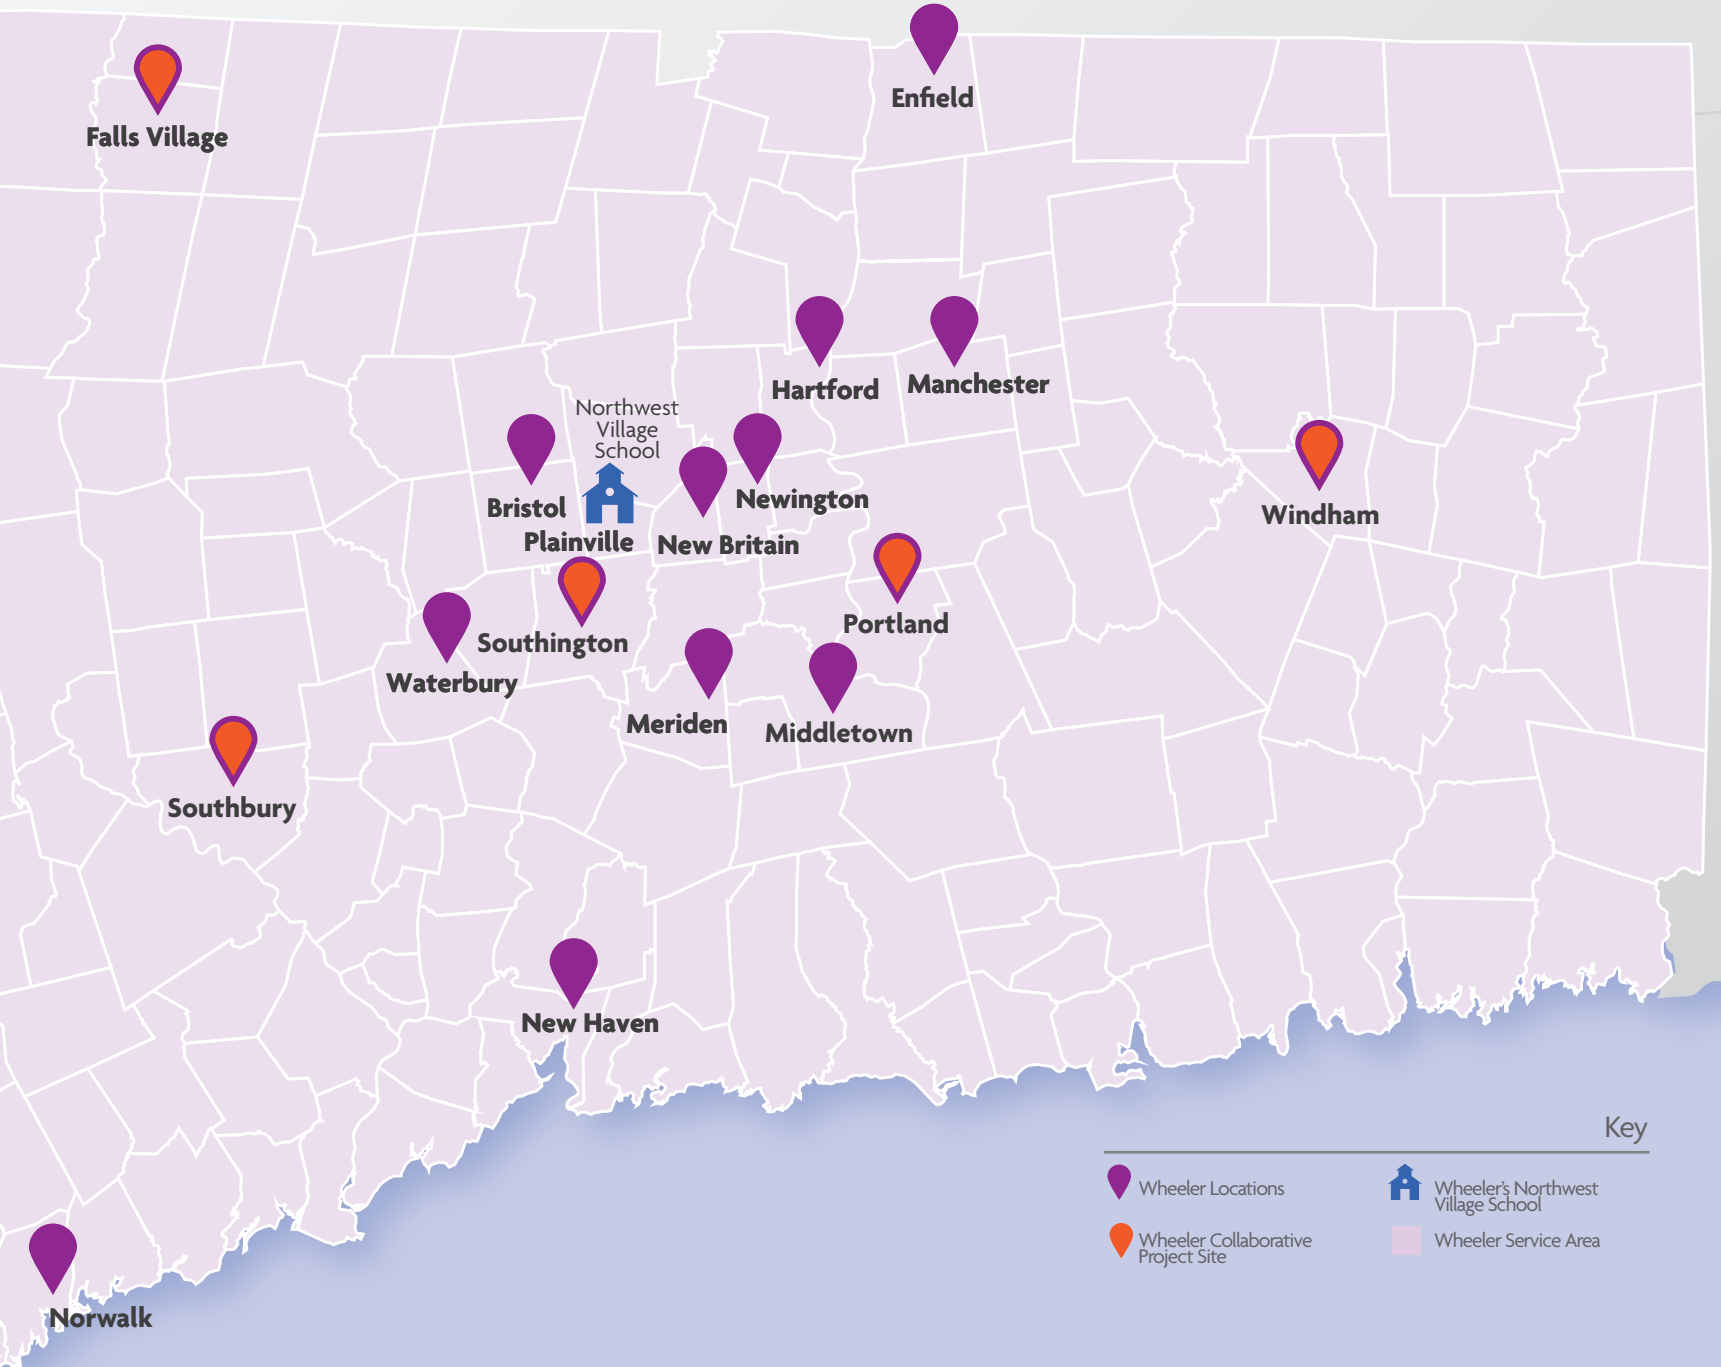 Enfield
Falls Village
Hartford
Manchester
Northwest
Village
School
Bristol
Newington
Windham
Plainville
New Britain
Portland
Southington
Waterbury
Meriden
Middletown
Southbury
New Haven
Norwalk
Key
Wheeler Locations
Wheeler's Northwest
Village School
Wheeler Collaborative
Project Site
Wheeler Service Area